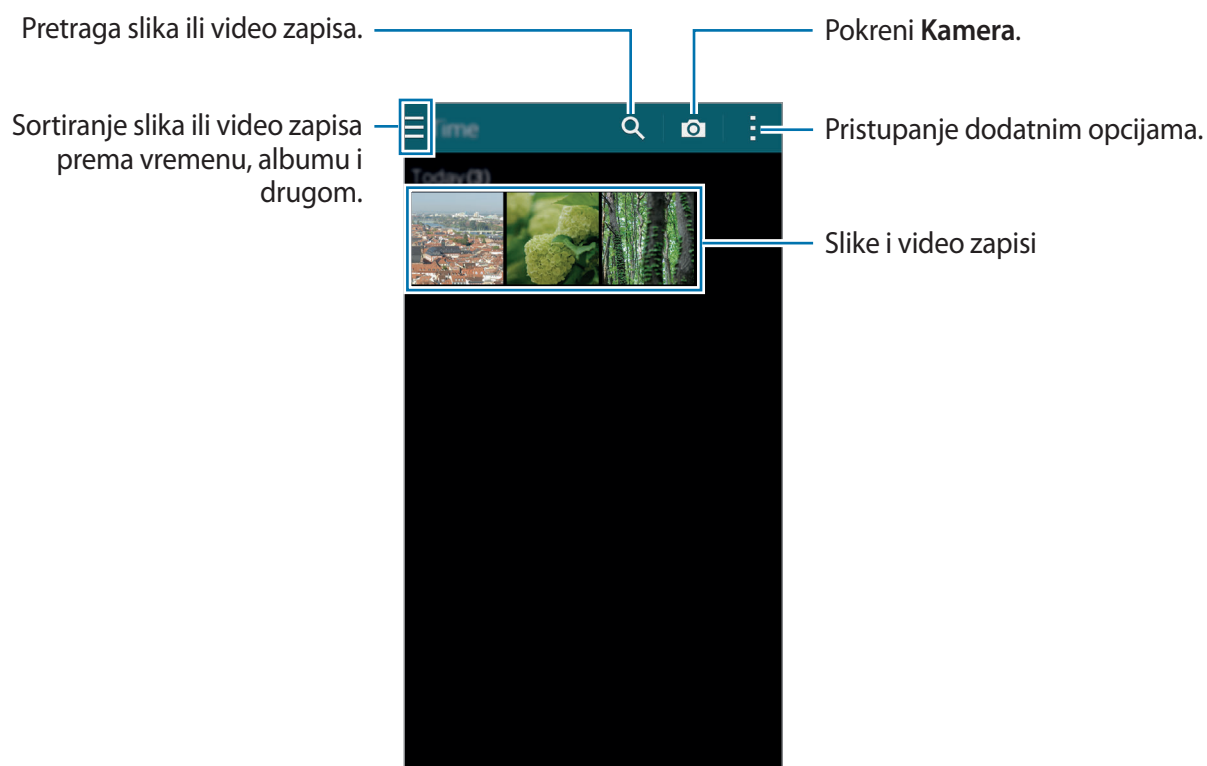 Pretraga slika ili video zapisa.
Pokreni Kamera.
Sortiranje slika ili video zapisa
prema vremenu, albumu i
drugom.
Time
Pristupanje dodatnim opcijama.
Today(3)
Slike i video zapisi